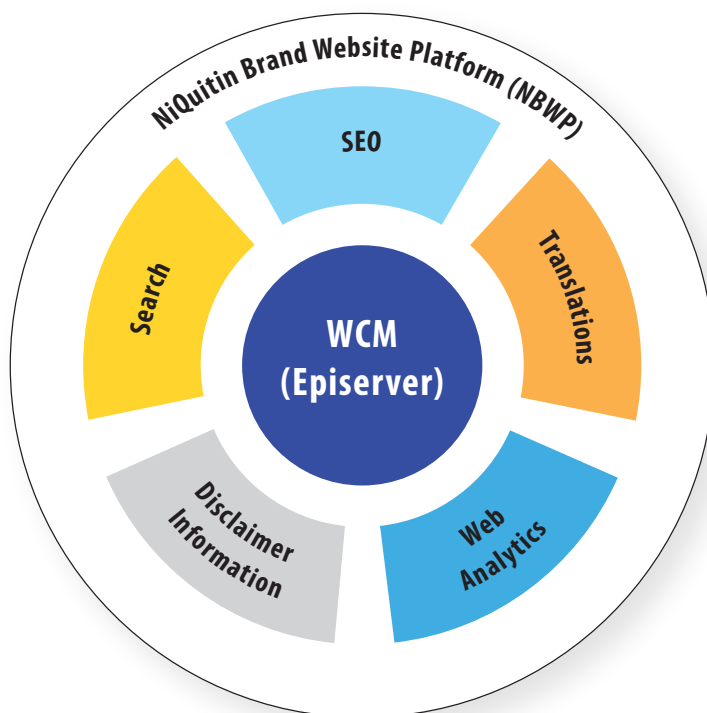 NiQuitin Brand Website Platform (NBWP)
SEO
Search
Translations
WCM
(Episerver)
Disclaimer
Information
Web
Analytics